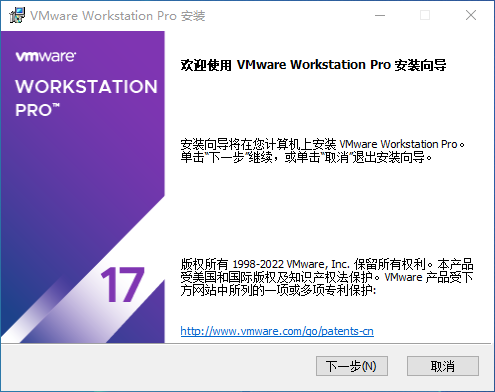 VMware Workstation Pro 安装
vmware®
WORKSTATION
PRO™
17
欢迎使用 VMware Workstation Pro 安装向导
安装向导将在您计算机上安装 VMware Workstation Pro。
单击“下一步”继续，或单击“取消”退出安装向导。
版权所有 1998-2022 VMware, Inc. 保留所有权利。本产品
受美国和国际版权及知识产权法保护。VMware 产品受下
方网站中所列的一项或多项专利保护:
http://www.vmware.com/go/patents-cn
下一步(N)
取消